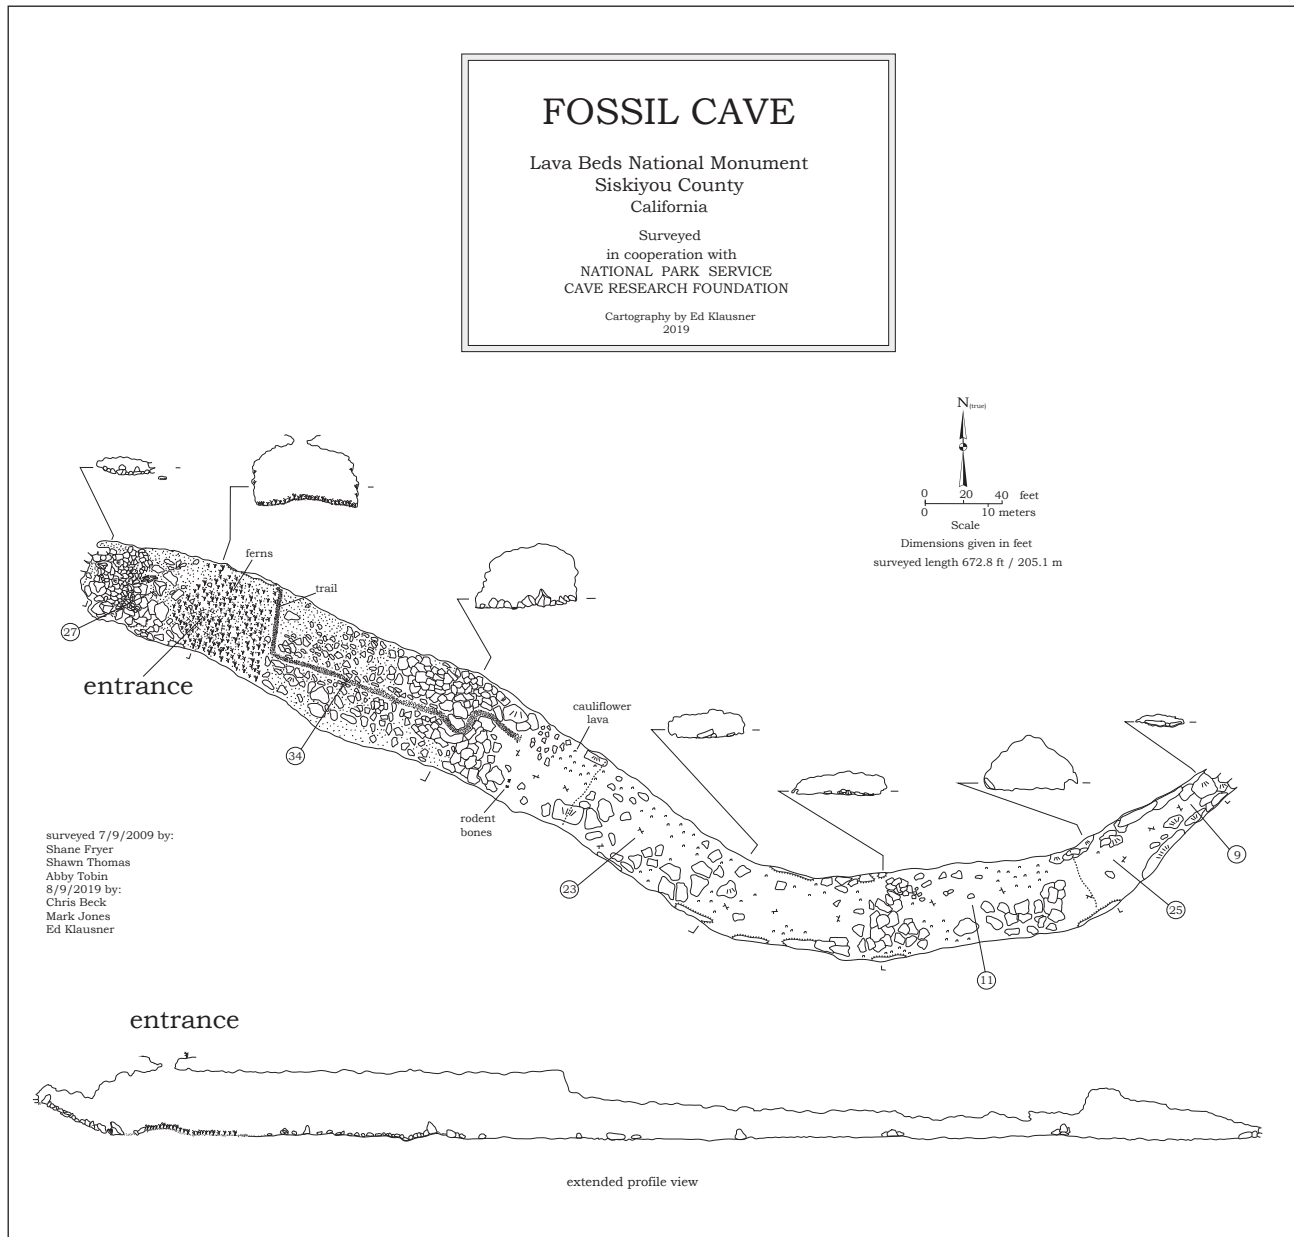 FOSSIL CAVE
Lava Beds National Monument
Siskiyou County
California
Surveyed
in cooperation with
NATIONAL PARK SERVICE
CAVE RESEARCH FOUNDATION
Cartography by Ed Klausner
2019
N(true)
0 20 40 feet
0 10 meters
Scale
Dimensions given in feet
surveyed length 672.8 ft / 205.1 m
ferns
trail
27
entrance
34
cauliflower
lava
rodent
bones
23
11
25
9
surveyed 7/9/2009 by:
Shane Fryer
Shawn Thomas
Abby Tobin
8/9/2019 by:
Chris Beck
Mark Jones
Ed Klausner
entrance
extended profile view